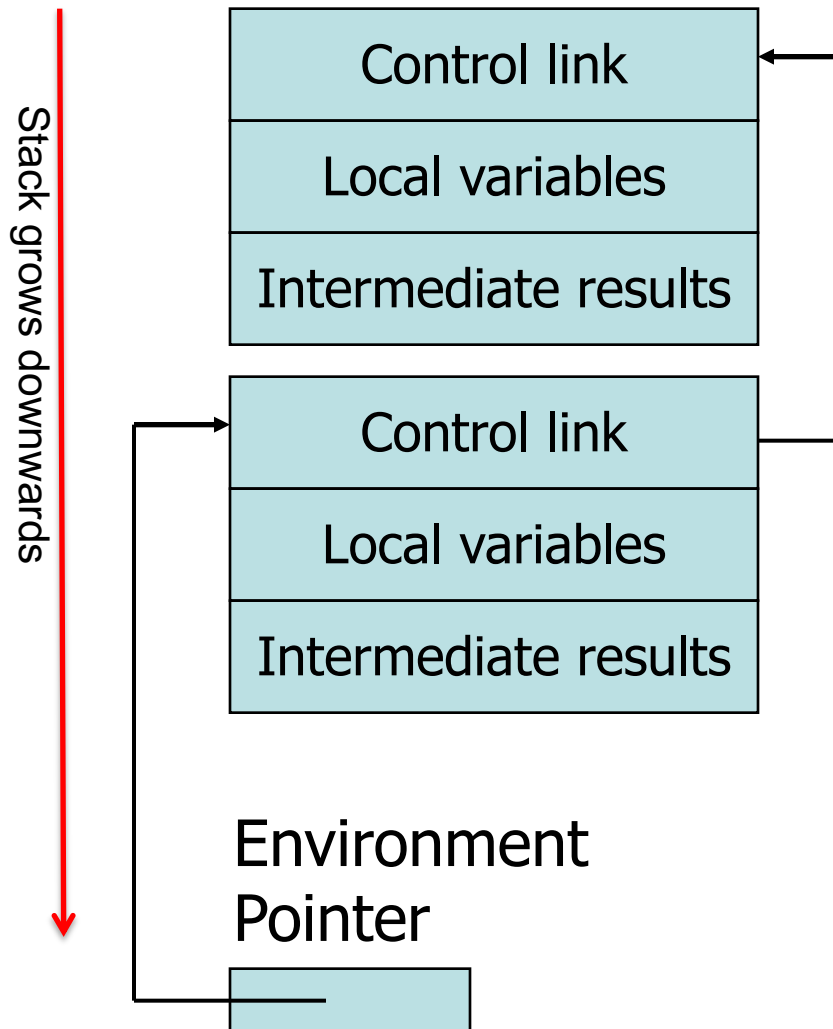 Stack grows downwards
Control link
Local variables
Intermediate results
Control link
Local variables
Intermediate results
Environment
Pointer